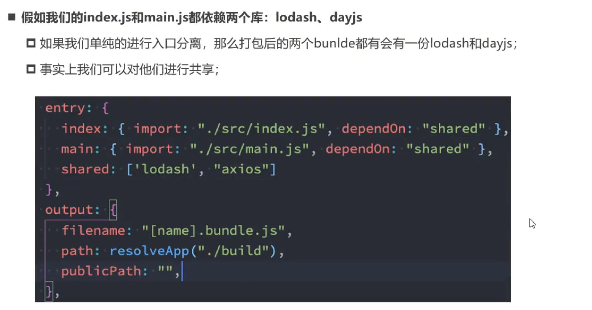 假如我们的index.js和main.js都依赖两个库：lodash、dayjs
如果我们单纯的进行入口分离，那么打包后的两个bunlde都有会有一份lodash和dayjs；
事实上我们可以对他们进行共享；
entry: {
index: { import: "./src/index.js", dependOn: "shared" },
main: { import: "./src/main.js", dependOn: "shared" },
shared: ['lodash', "axios"]
},
output: {
filename: "[name].bundle.js",
path: resolveApp("./build"),
publicPath: "",
},